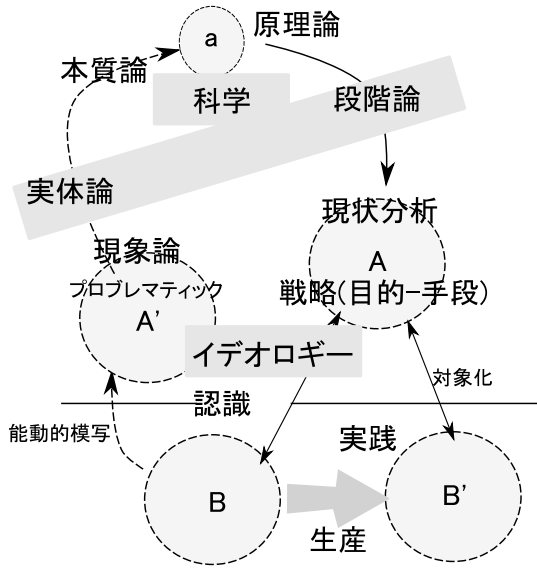 原理論
a
本質論
科学
段階論
実体論
現状分析
現象論
A
プロブレマティック
戦略(目的−手段)
A'
イデオロギー
対象化
認識
能動的模写
実践
B
B'
生産